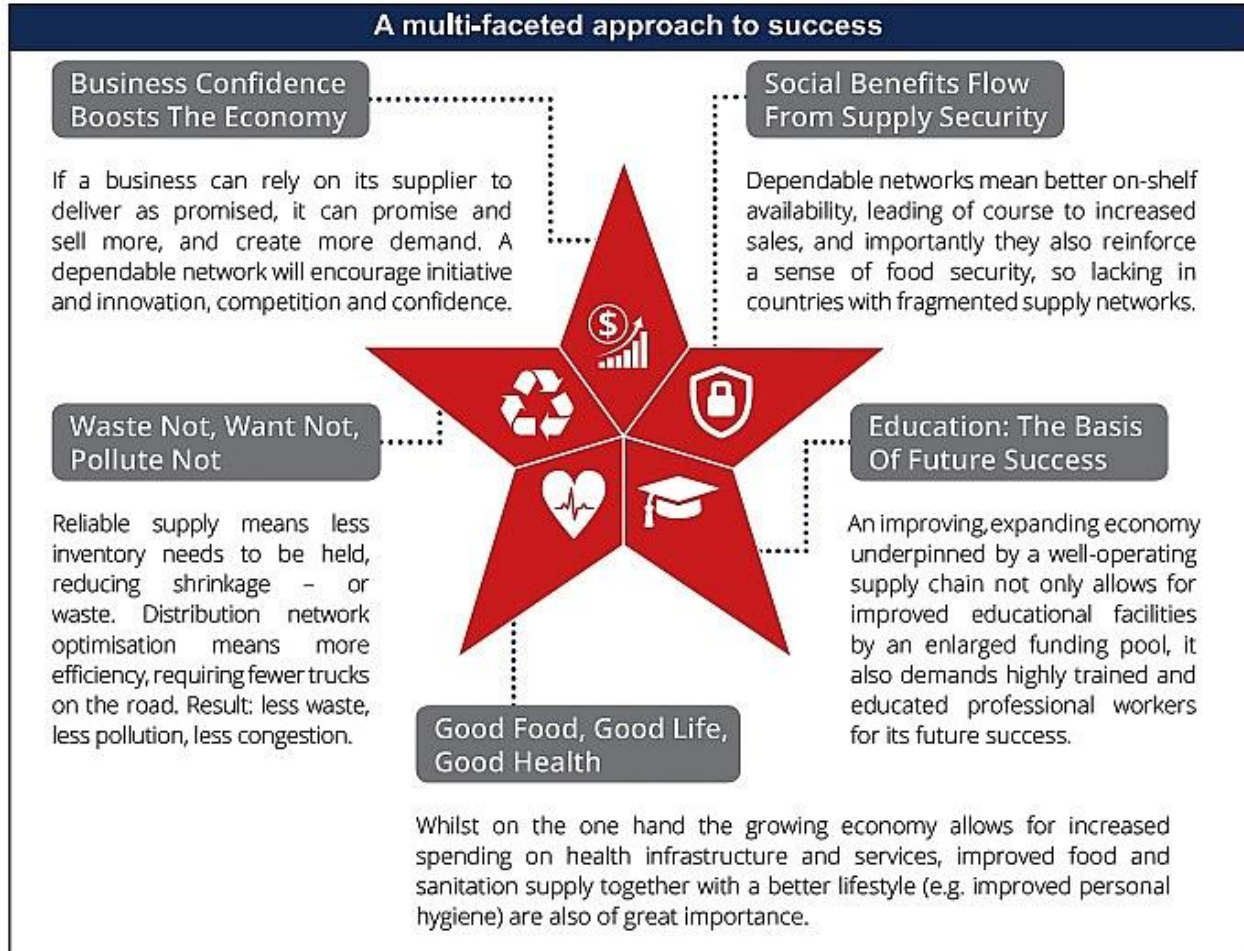 A multi-faceted approach to success
Business Confidence
Boosts The Economy
If a business can rely on its supplier to
deliver as promised, it can promise and
sell more, and create more demand. A
dependable network will encourage initiative
and innovation, competition and confidence.
Social Benefits Flow
From Supply Security
Dependable networks mean better on-shelf
availability, leading of course to increased
sales, and importantly they also reinforce
a sense of food security, so lacking in
countries with fragmented supply networks.
$
Waste Not, Want Not,
Pollute Not
Reliable supply means less
inventory needs to be held,
reducing shrinkage – or
waste. Distribution network
optimisation means more
efficiency, requiring fewer trucks
on the road. Result: less waste,
less pollution, less congestion.
Education: The Basis
Of Future Success
An improving, expanding economy
underpinned by a well-operating
supply chain not only allows for
improved educational facilities
by an enlarged funding pool, it
also demands highly trained and
educated professional workers
for its future success.
Good Food, Good Life,
Good Health
Whilst on the one hand the growing economy allows for increased
spending on health infrastructure and services, improved food and
sanitation supply together with a better lifestyle (e.g. improved personal
hygiene) are also of great importance.